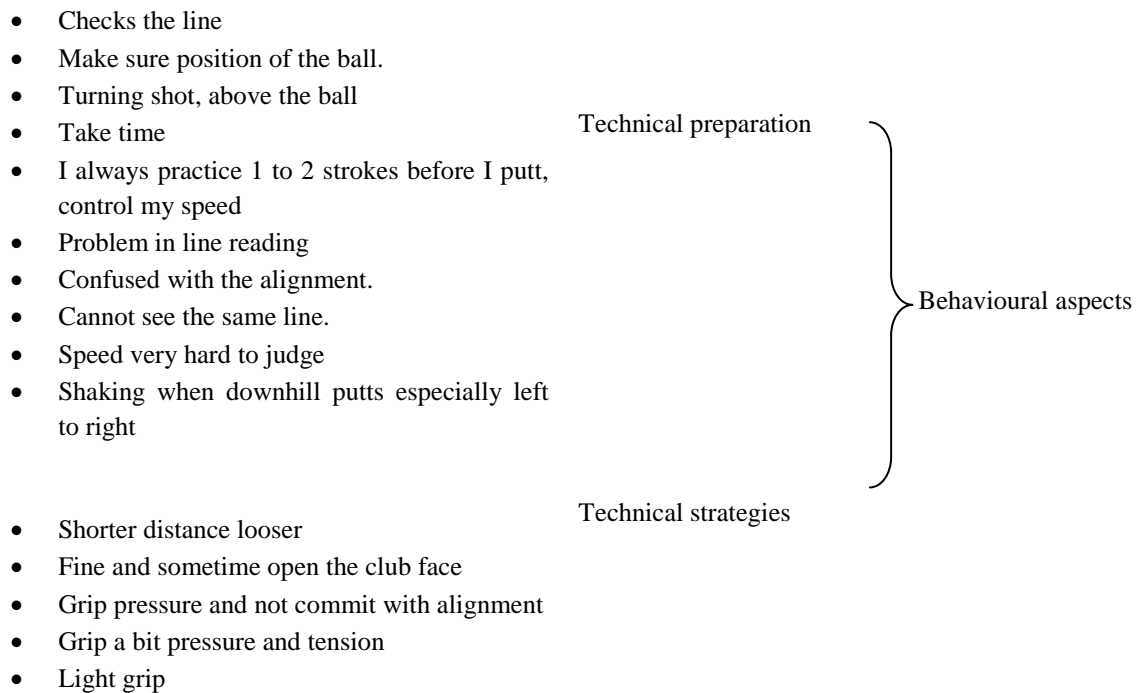 • Checks the line
• Make sure position of the ball.
• Turning shot, above the ball
• Take time
• I always practice 1 to 2 strokes before I putt,
control my speed
• Problem in line reading
• Confused with the alignment.
• Cannot see the same line.
• Speed very hard to judge
• Shaking when downhill putts especially left
to right
Technical preparation
Behavioural aspects
Technical strategies
• Shorter distance looser
• Fine and sometime open the club face
• Grip pressure and not commit with alignment
• Grip a bit pressure and tension
• Light grip